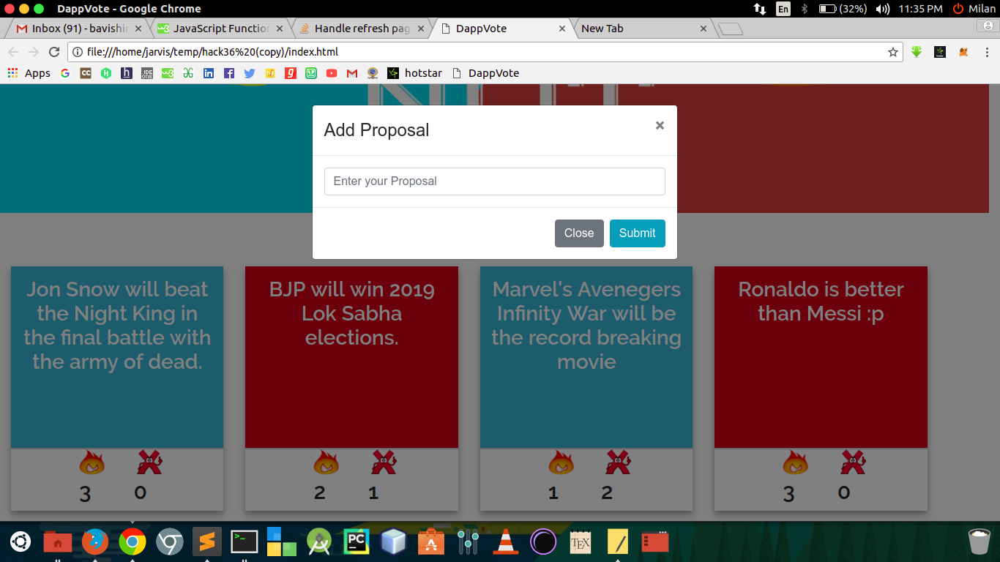 DappVote - Google Chrome
En
(32%)
11:35 PM
Milan
Inbox (91) - bavishi
JavaScript Functio
Handle refresh pag
DappVote
New Tab
file:///home/jarvis/temp/hack36%20(copy)/index.html
Apps
hotstar
DappVote
Add Proposal
×
Enter your Proposal
Close
Submit
Jon Snow will beat
the Night King in
the final battle with
the army of dead.
3 0
BJP will win 2019
Lok Sabha
elections.
2 1
Marvel's Avenegers
Infinity War will be
the record breaking
movie
1 2
Ronaldo is better
than Messi :p
3 0